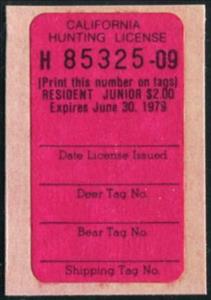 CALIFORNIA
HUNTING LICENSE
H 85325-09
(Print this number on tags)
RESIDENT JUNIOR $2.00
Expires June 30, 1979
Date License Issued
Deer Tag No.
Bear Tag No.
Shipping Tag No.